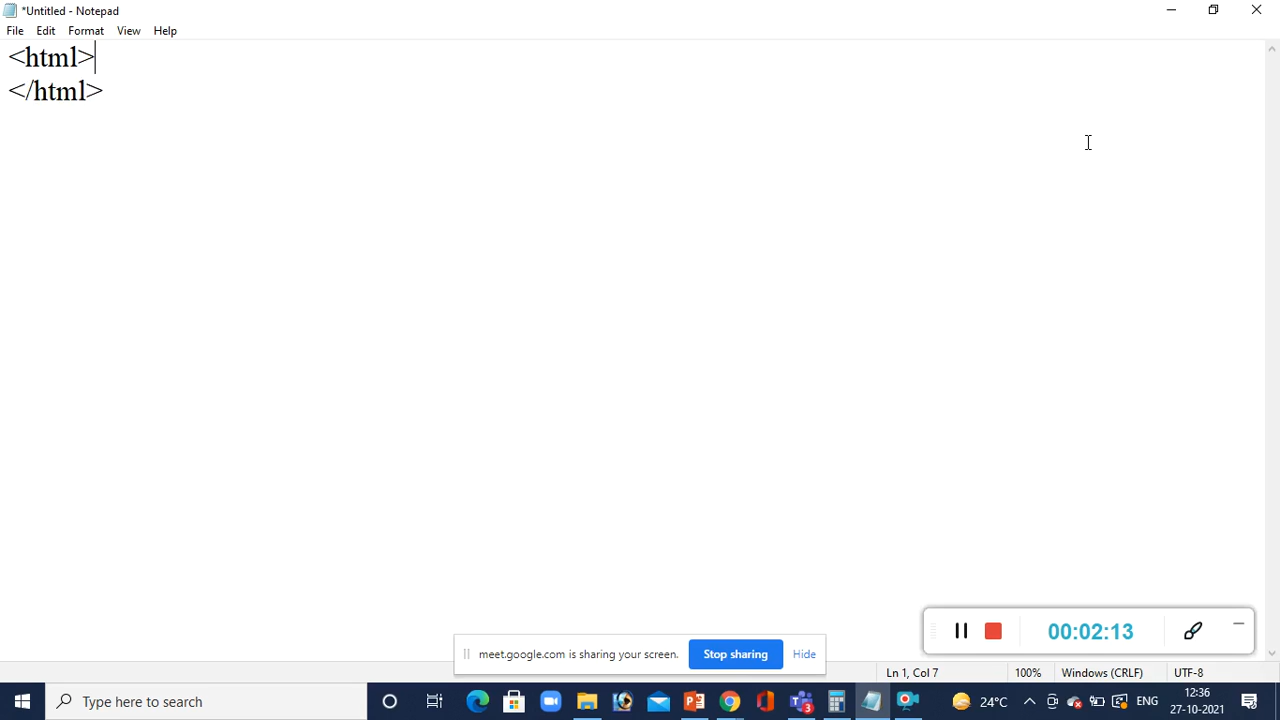 *Untitled - Notepad
File Edit Format View Help
<html>
</html>
00:02:13
meet.google.com is sharing your screen. Stop sharing Hide
Ln 1, Col 7 100% Windows (CRLF) UTF-8
Type here to search
3
24°C
ENG
12:36
27-10-2021